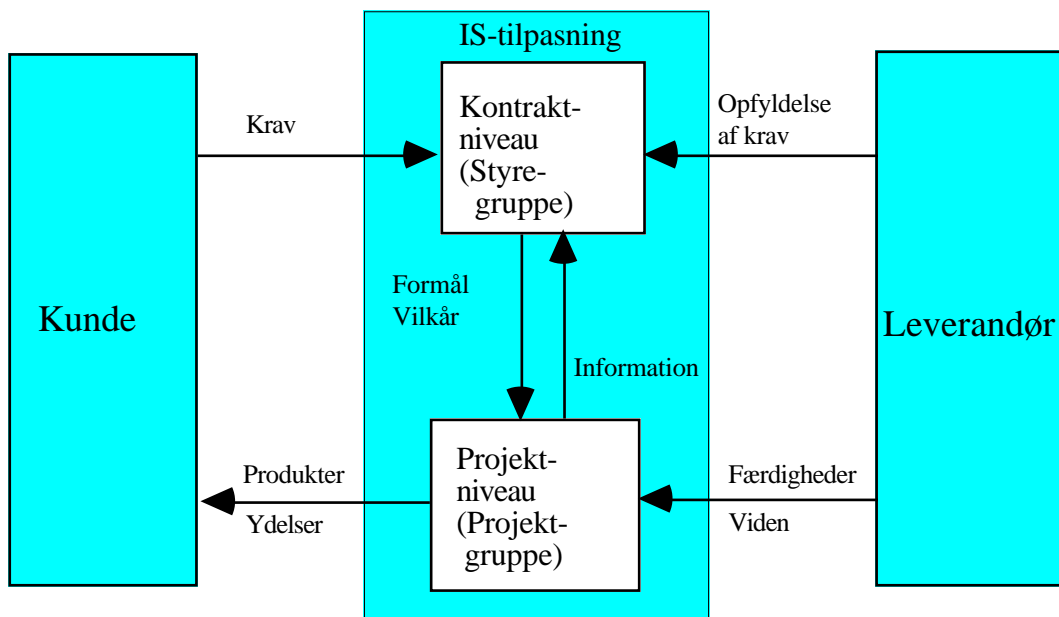 IS-tilpasning
Kontrakt-
niveau
(Styre-
gruppe)
Krav
Opfyldelse
af krav
Kunde
Formål
Vilkår
Information
Leverandør
Projekt-
niveau
(Projekt-
gruppe)
Produkter
Ydelser
Færdigheder
Viden